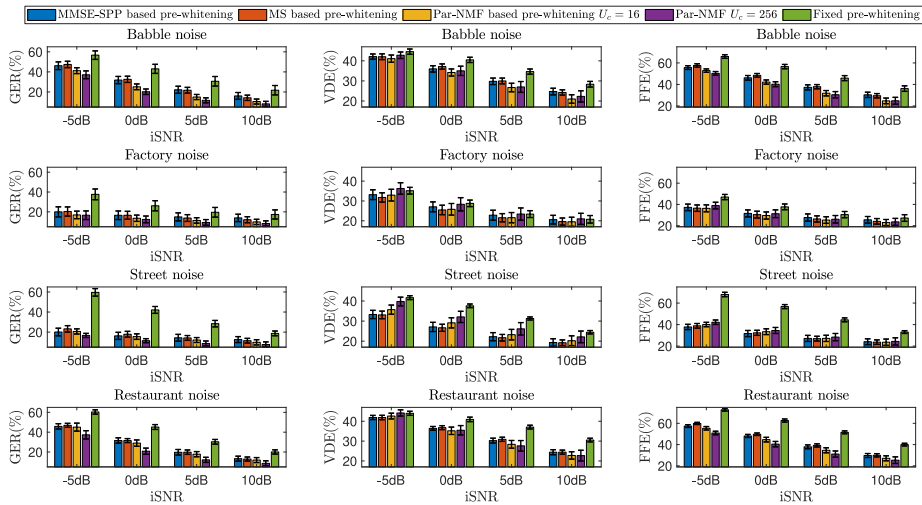 MMSE-SPP based pre-whitening MS based pre-whitening Par-NMF based pre-whitening U_c = 16 Par-NMF U_c = 256 Fixed pre-whitening
Babble noise Babble noise Babble noise
GER(%) VDE(%) FFE(%)
60 40 20
40 30 20
60 40 20
-5dB 0dB 5dB 10dB -5dB 0dB 5dB 10dB -5dB 0dB 5dB 10dB
iSNR iSNR iSNR
Factory noise Factory noise Factory noise
GER(%) VDE(%) FFE(%)
60 40 20
40 30 20
60 40 20
-5dB 0dB 5dB 10dB -5dB 0dB 5dB 10dB -5dB 0dB 5dB 10dB
iSNR iSNR iSNR
Street noise Street noise Street noise
GER(%) VDE(%) FFE(%)
60 40 20
40 30 20
60 40 20
-5dB 0dB 5dB 10dB -5dB 0dB 5dB 10dB -5dB 0dB 5dB 10dB
iSNR iSNR iSNR
Restaurant noise Restaurant noise Restaurant noise
GER(%) VDE(%) FFE(%)
60 40 20
40 30 20
60 40 20
-5dB 0dB 5dB 10dB -5dB 0dB 5dB 10dB -5dB 0dB 5dB 10dB
iSNR iSNR iSNR